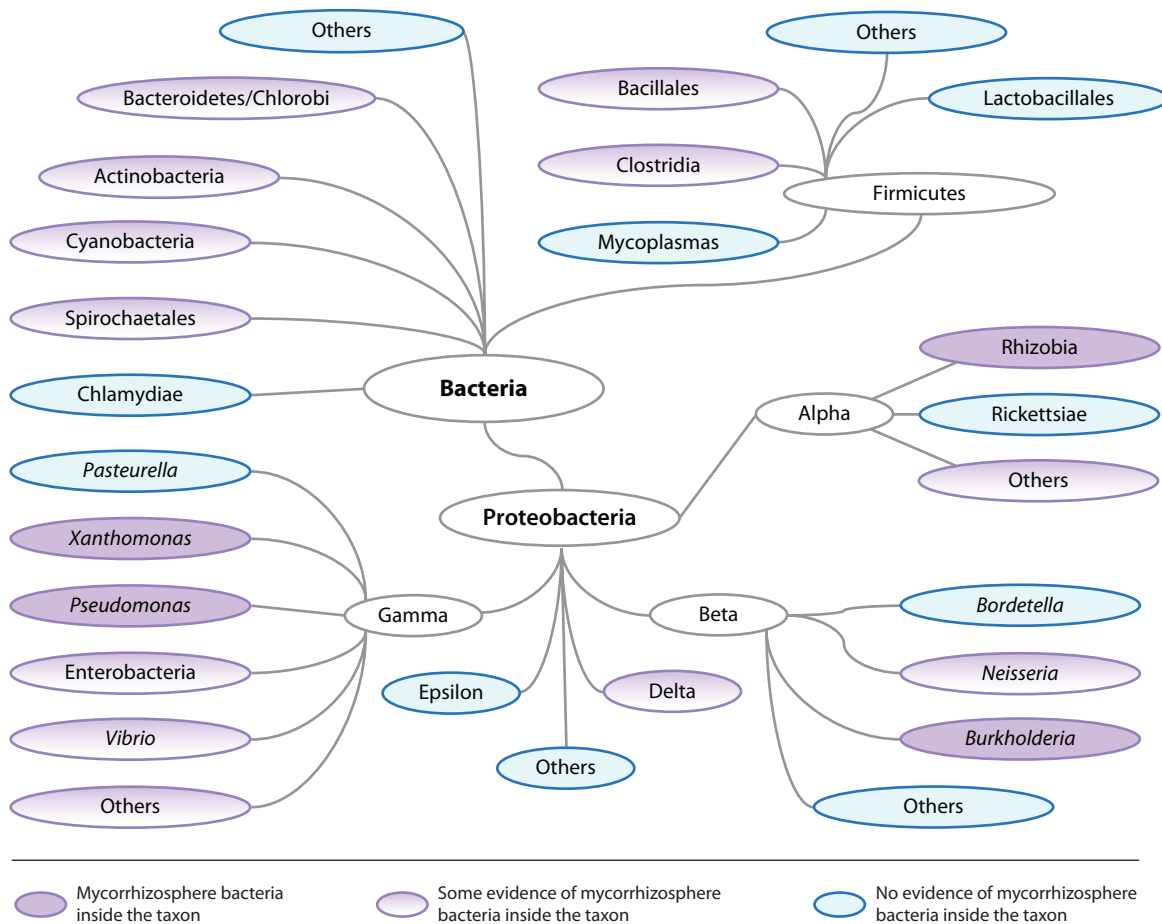 Others
Others
Bacteroidetes/Chlorobi
Bacillales
Lactobacillales
Actinobacteria
Clostridia
Firmicutes
Cyanobacteria
Mycoplasmas
Spirochaetales
Rhizobia
Chlamydiae
Bacteria
Alpha
Rickettsiae
Pasteurella
Others
Proteobacteria
Xanthomonas
Pseudomonas
Gamma
Beta
Bordetella
Enterobacteria
Epsilon
Delta
Neisseria
Vibrio
Others
Burkholderia
Others
Others
Mycorrhizosphere bacteria
inside the taxon
Some evidence of mycorrhizosphere
bacteria inside the taxon
No evidence of mycorrhizosphere
bacteria inside the taxon